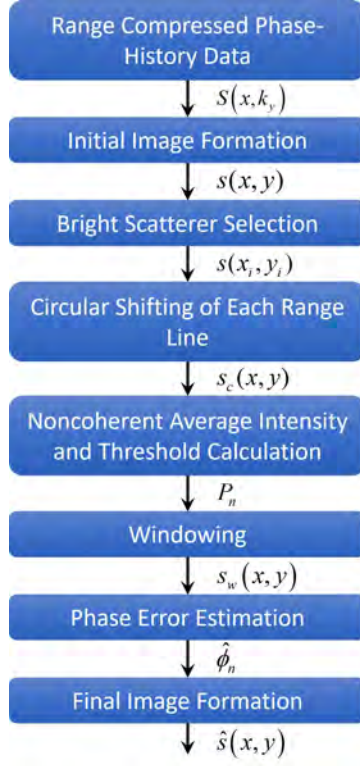 Range Compressed Phase-
History Data
S(x,k_y)
Initial Image Formation
s(x,y)
Bright Scatterer Selection
s(x_i,y_i)
Circular Shifting of Each Range
Line
s_c(x,y)
Noncoherent Average Intensity
and Threshold Calculation
P_n
Windowing
s_w(x,y)
Phase Error Estimation
ϕ̂_n
Final Image Formation
ŝ(x,y)